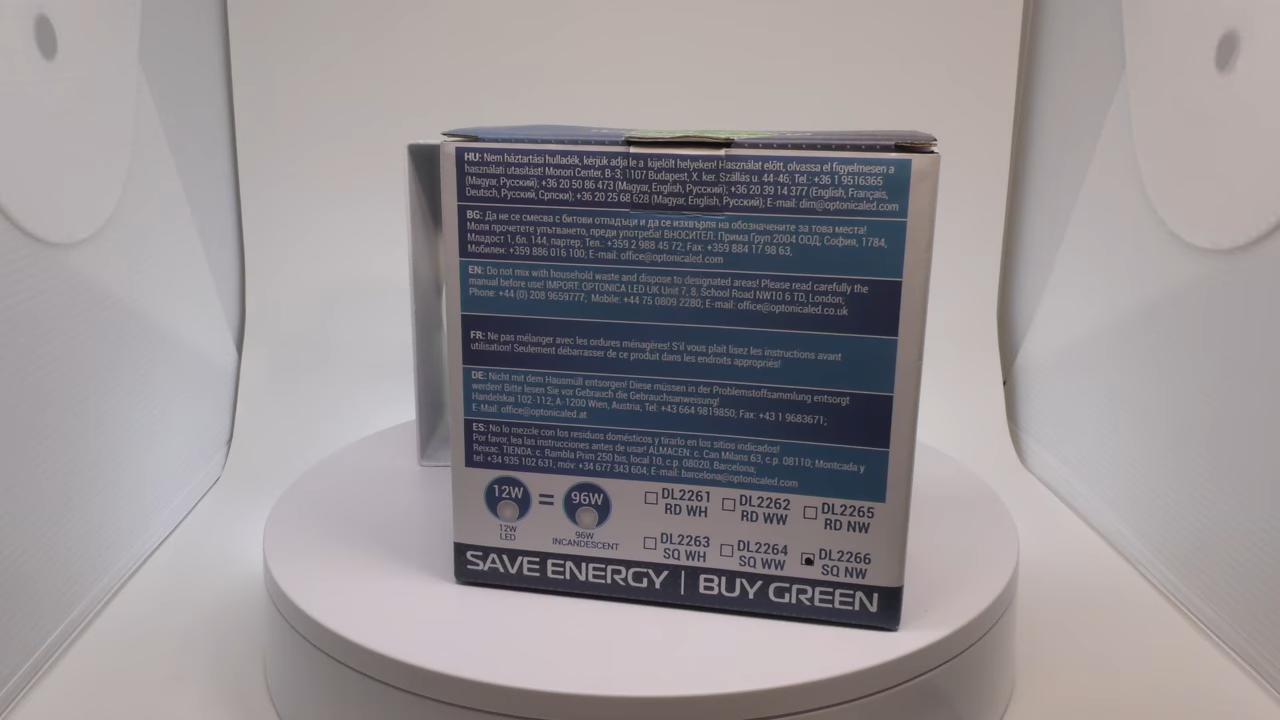 HU: Nem háztartási hulladék, kérjük adja le a kijelölt helyeken! Használat előtt, olvassa el figyelmesen a
használati utasítást! Monori Center, B-3; 1107 Budapest, X. ker. Szállás u. 44-46; Tel.: +36 1 9516365
(Magyar, Русский); +36 20 50 86 473 (Magyar, English, Русский); +36 20 39 14 377 (English, Français,
Deutsch, Русский, Српски); +36 20 25 68 628 (Magyar, English, Русский); E-mail: dim@optonicaled.com
BG: Да не се смесва с битови отпадъци и да се изхвърля на обозначените за това места!
Моля прочетете упътването, преди употреба! ВНОСИТЕЛ: Прима Груп 2004 ООД; София, 1784,
Младост 1, бл. 144, партер; Тел.: +359 2 988 45 72; Fax: +359 884 17 98 63,
Мобилен: +359 886 016 100; E-mail: office@optonicaled.com
EN: Do not mix with household waste and dispose to designated areas! Please read carefully the
manual before use! IMPORT: OPTONICA LED UK Unit 7, 8, School Road NW10 6 TD, London;
Phone: +44 (0) 208 9659777; Mobile: +44 75 0809 2280; E-mail: office@optonicaled.co.uk
FR: Ne pas mélanger avec les ordures ménagères! S'il vous plait lisez les instructions avant
utilisation! Seulement débarrasser de ce produit dans les endroits appropriés!
DE: Nicht mit dem Hausmüll entsorgen! Diese müssen in der Problemstoffsammlung entsorgt
werden! Bitte lesen Sie vor Gebrauch die Gebrauchsanweisung!
Handelskai 102-112; A-1200 Wien, Austria; Tel: +43 664 9819850; Fax: +43 1 9683671;
E-Mail: office@optonicaled.at
ES: No lo mezcle con los residuos domésticos y tirarlo en los sitios indicados!
Por favor, lea las instrucciones antes de usar! ALMACEN: c. Can Milans 63, c.p. 08110; Montcada y
Reixac. TIENDA: c. Rambla Prim 250 bis, local 10, c.p. 08020, Barcelona;
tel. +34 935 102 631; móv: +34 677 343 604; E-mail: barcelona@optonicaled.com
12W = 96W
12W
LED
96W
INCANDESCENT
DL2261
RD WH
DL2262
RD WW
DL2265
RD NW
DL2263
SQ WH
DL2264
SQ WW
DL2266
SQ NW
SAVE ENERGY | BUY GREEN